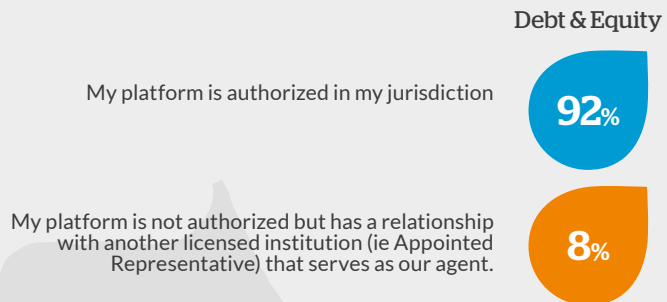 Debt & Equity
My platform is authorized in my jurisdiction
92%
My platform is not authorized but has a relationship
with another licensed institution (ie Appointed
Representative) that serves as our agent.
8%